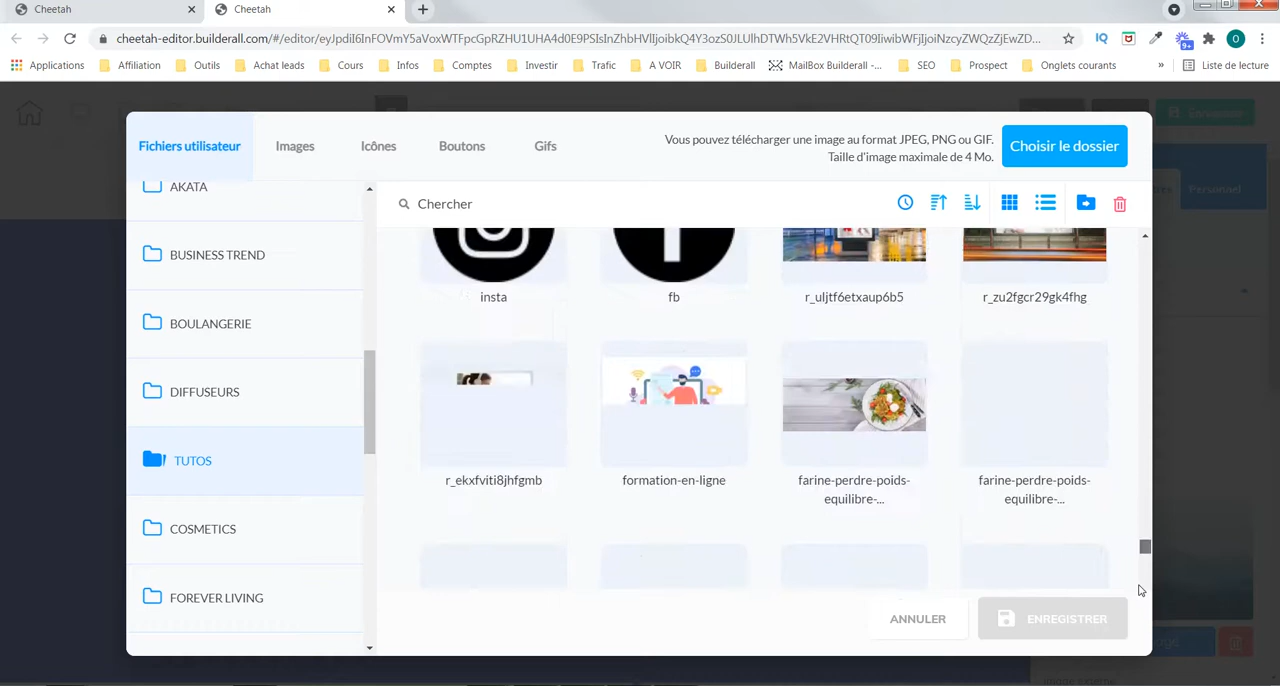 Cheetah
Cheetah
cheetah-editor.builderall.com/#/editor/
Applications
Affiliation
Outils
Achat leads
Cours
Infos
Comptes
Investir
Trafic
A VOIR
Builderall
MailBox Builderall -...
SEO
Prospect
Onglets courants
»
Liste de lecture
9+
O
Fichiers utilisateur
Images
Icônes
Boutons
Gifs
Vous pouvez télécharger une image au format JPEG, PNG ou GIF.
Taille d'image maximale de 4 Mo.
Choisir le dossier
Personnel
AKATA
BUSINESS TREND
BOULANGERIE
DIFFUSEURS
TUTOS
COSMETICS
FOREVER LIVING
Chercher
insta
fb
r_uljtf6etxaup6b5
r_zu2fgcr29gk4fhg
r_ekxfviti8jhfgmb
formation-en-ligne
farine-perdre-poids-
equilibre-...
farine-perdre-poids-
equilibre-...
ANNULER
ENREGISTRER